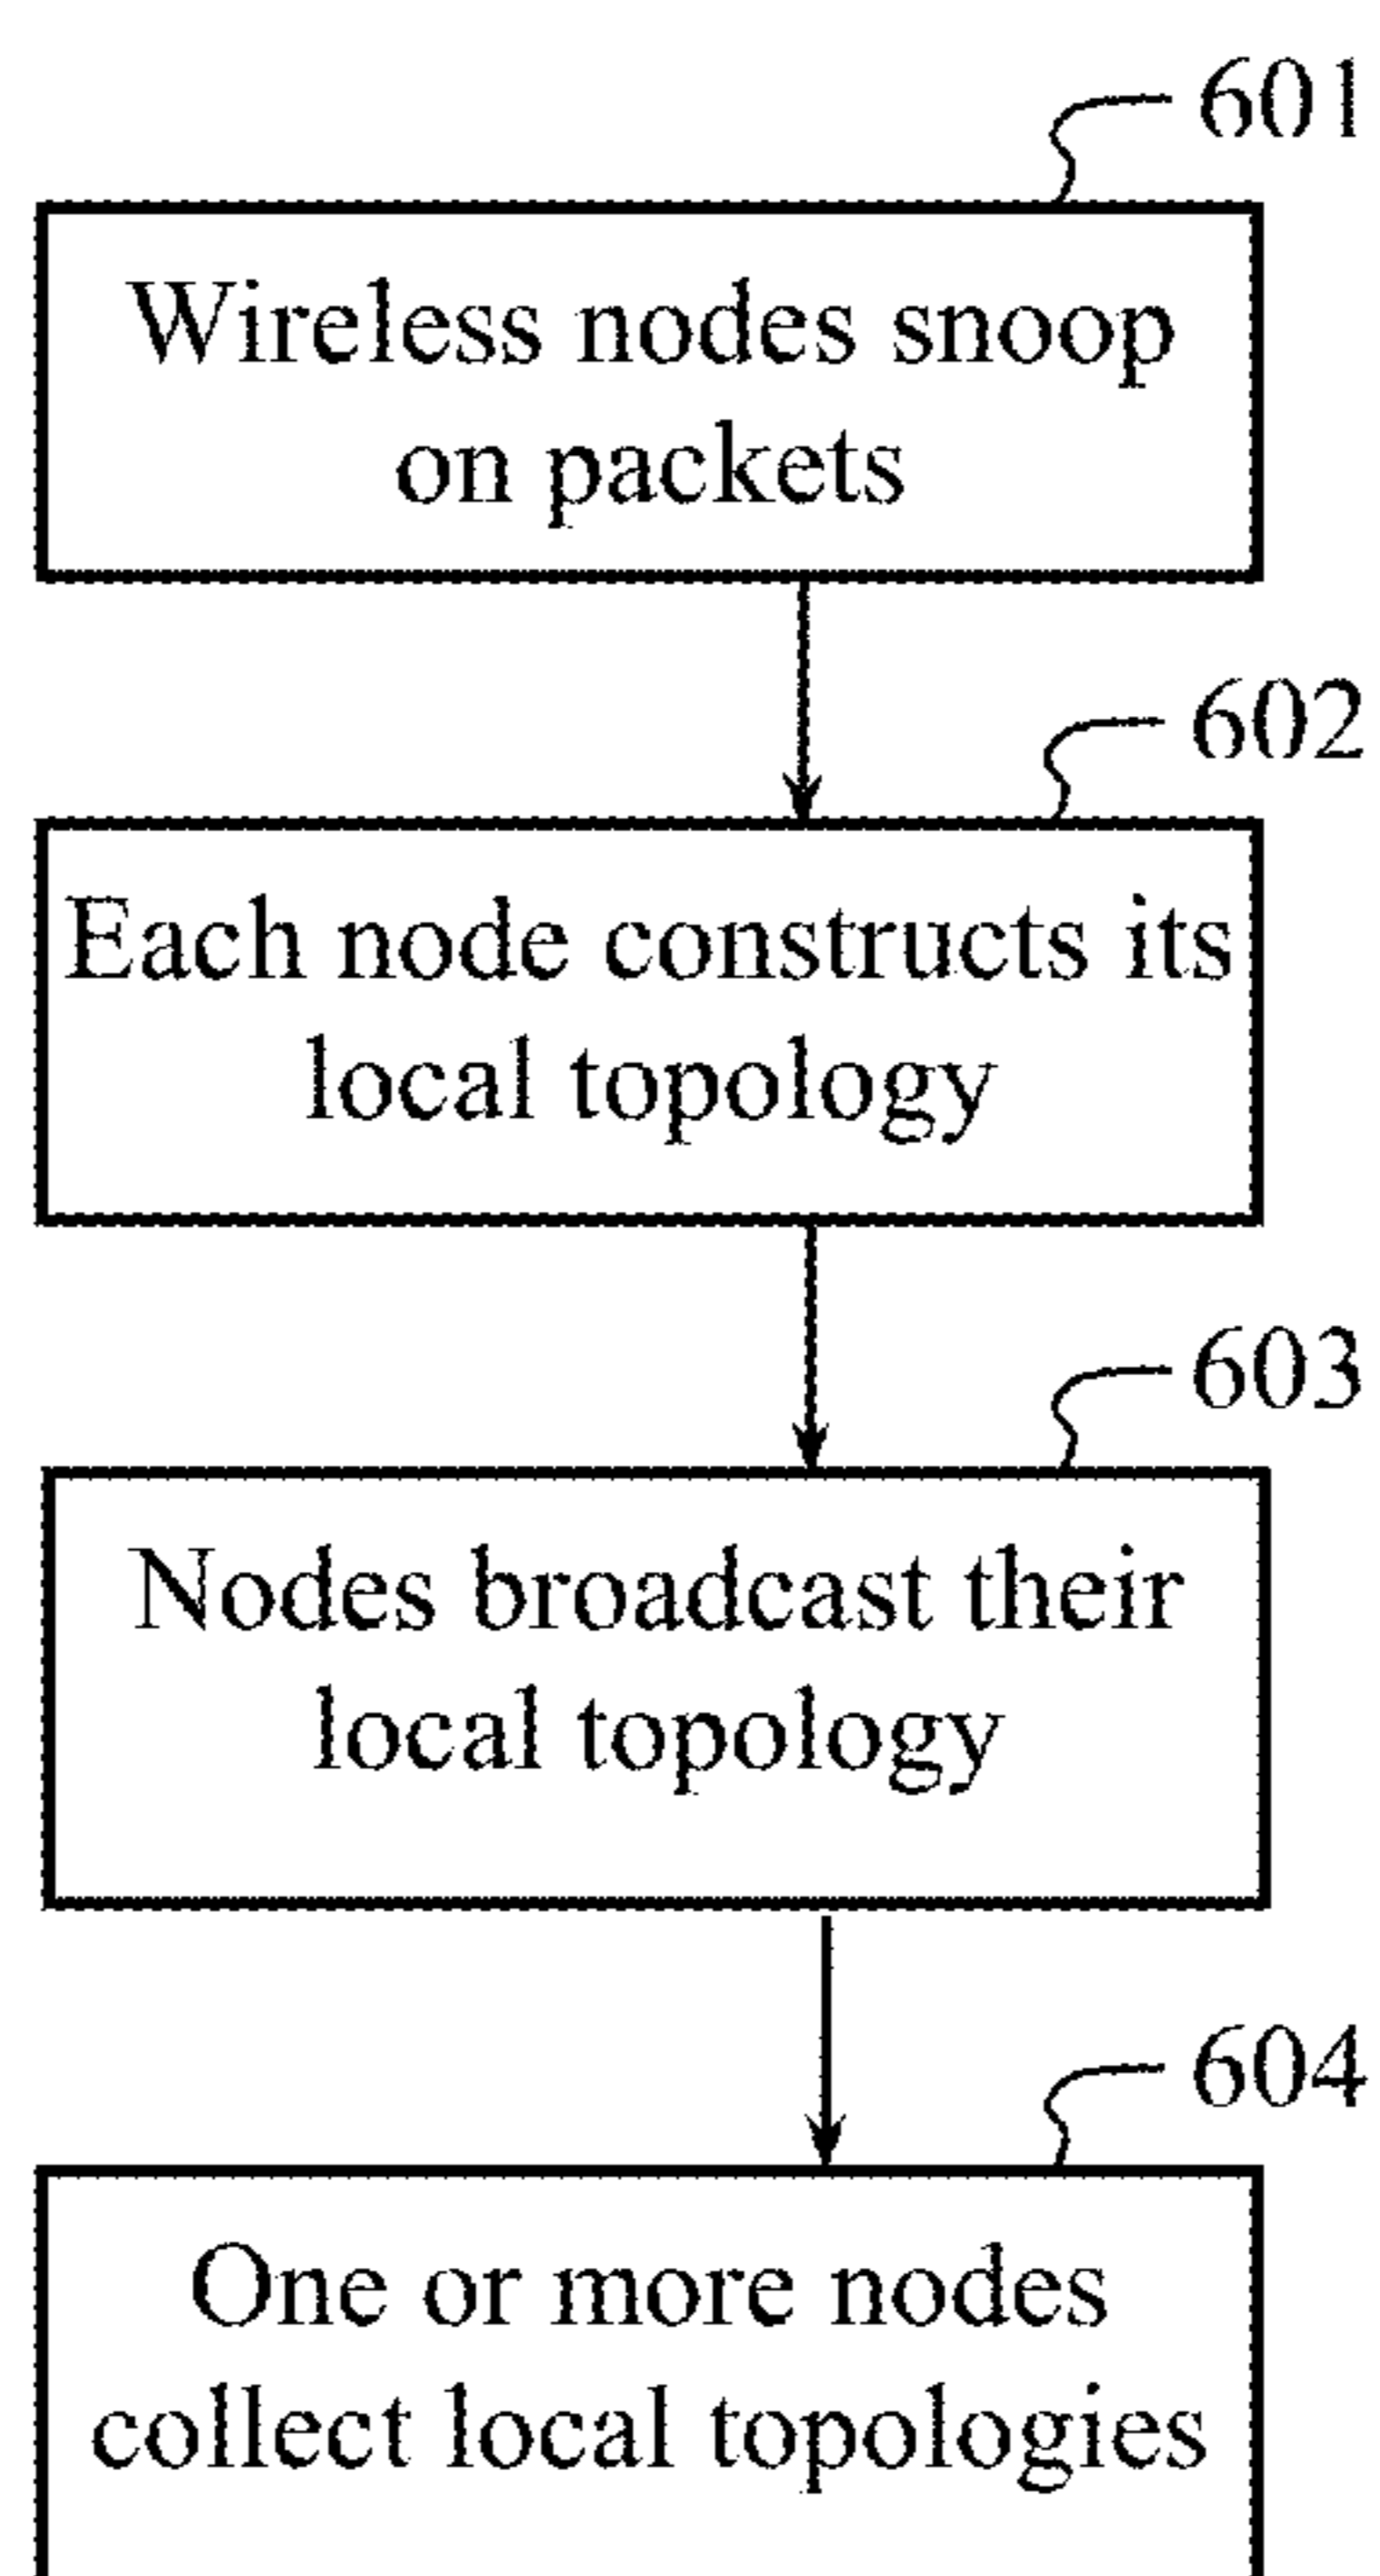 601
Wireless nodes snoop
on packets
602
Each node constructs its
local topology
603
Nodes broadcast their
local topology
604
One or more nodes
collect local topologies